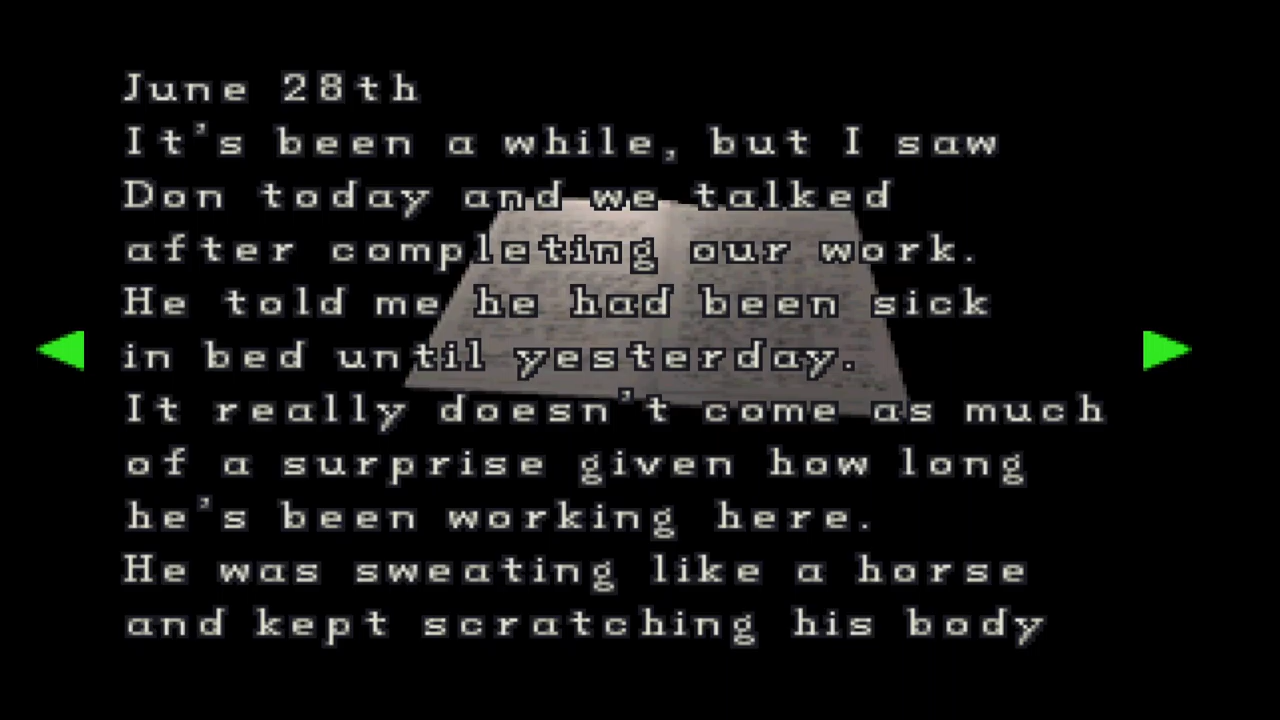 June 28th
It's been a while, but I saw
Don today and we talked
after completing our work.
He told me he had been sick
in bed until yesterday.
It really doesn't come as much
of a surprise given how long
he's been working here.
He was sweating like a horse
and kept scratching his body